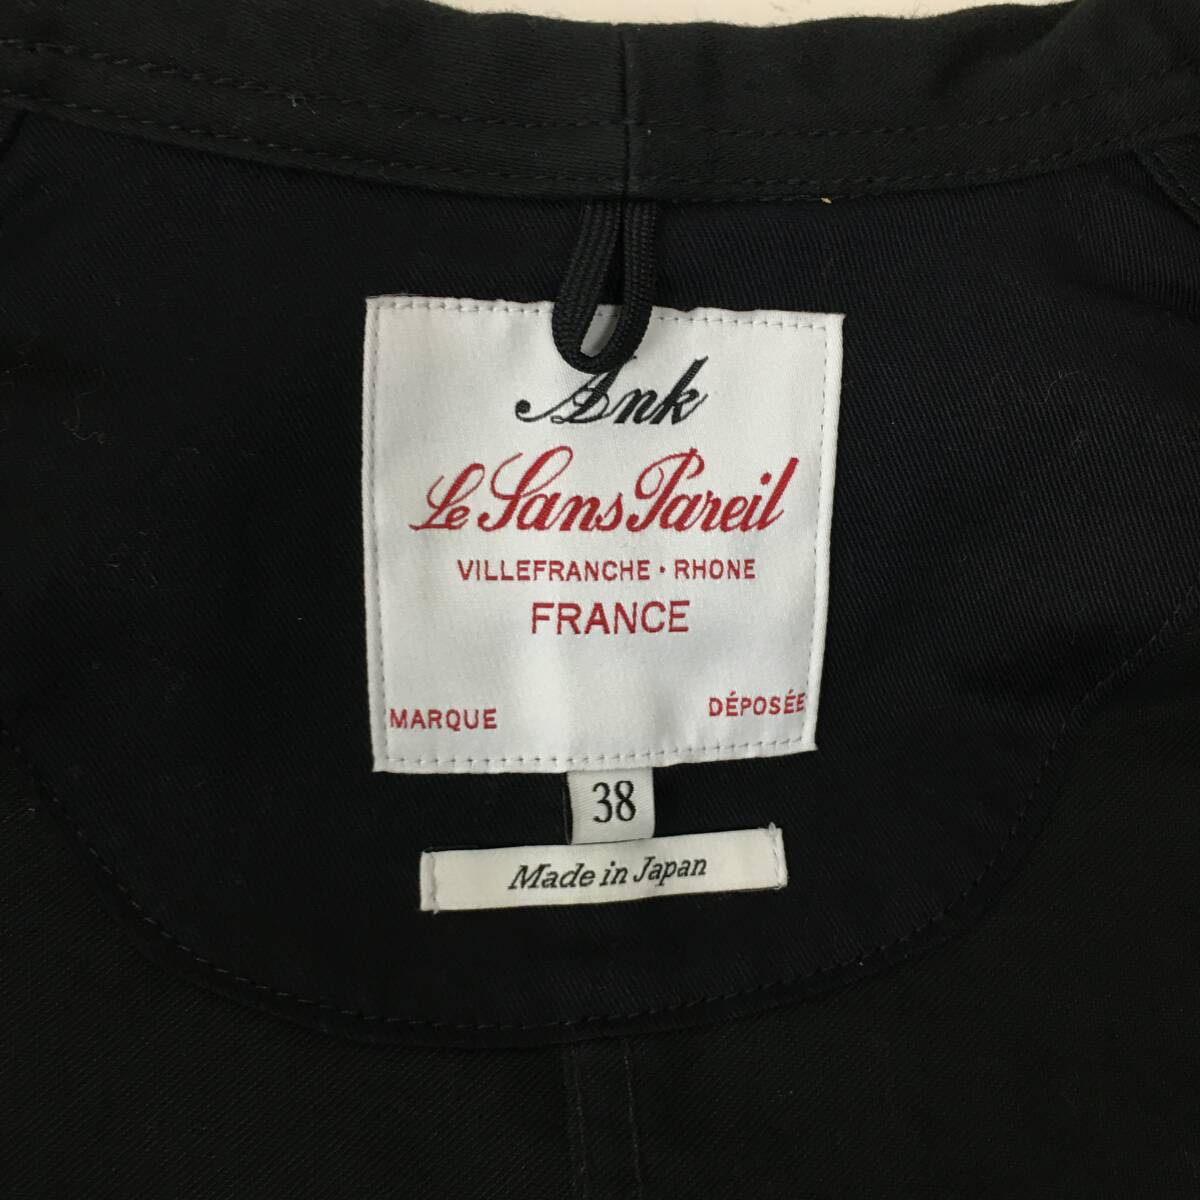 Ank
Le Sans Pareil
VILLEFRANCHE · RHONE
FRANCE
MARQUE DÉPOSÉE
38
Made in Japan